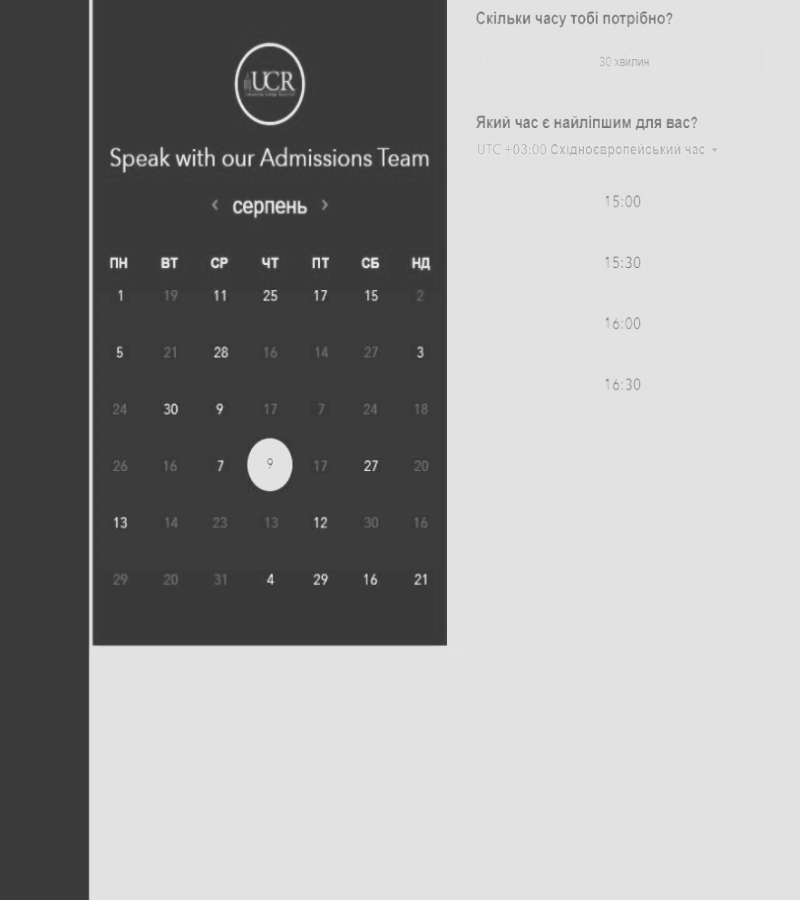 UCR
Speak with our Admissions Team
‹ серпень ›
ПН ВТ СР ЧТ ПТ СБ НД
1 19 11 25 17 15 2
5 21 28 16 14 27 3
24 30 9 17 7 24 18
26 16 7 9 17 27 20
13 14 23 13 12 30 16
29 20 31 4 29 16 21
Скільки часу тобі потрібно?
30 хвилин
Який час є найліпшим для вас?
UTC +03:00 Східноєвропейський час
15:00
15:30
16:00
16:30